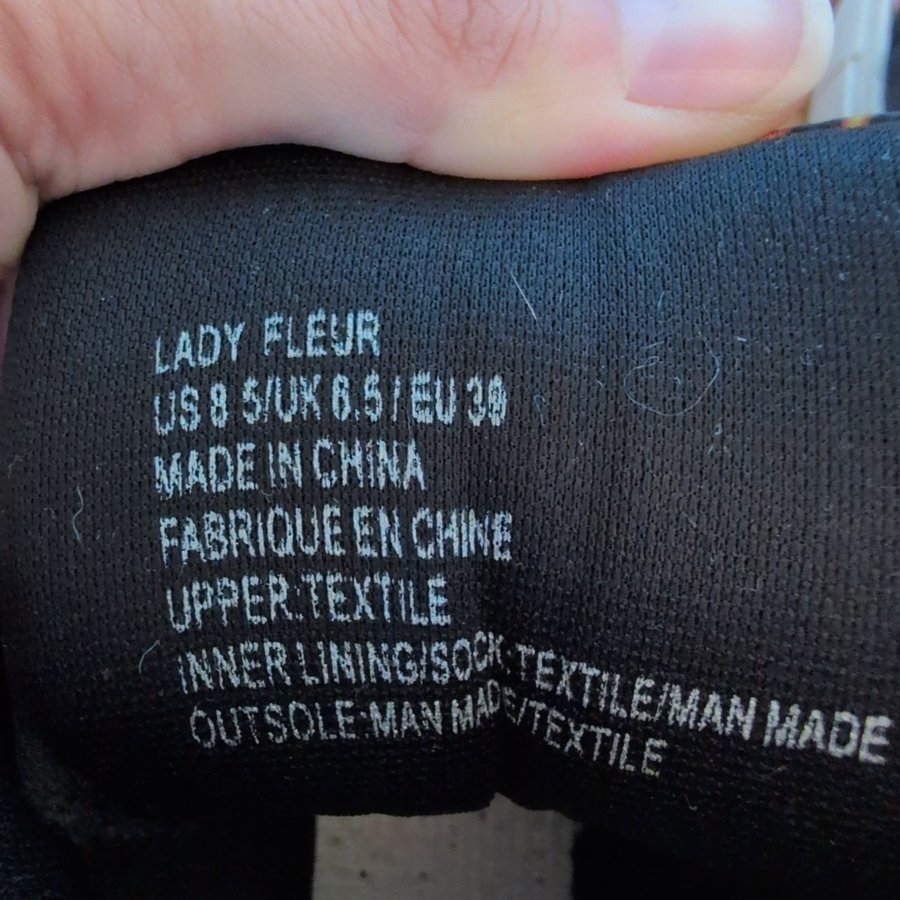 LADY FLEUR
US 8 5/UK 6.5 / EU 39
MADE IN CHINA
FABRIQUE EN CHINE
UPPER:TEXTILE
INNER LINING/SOCK:TEXTILE/MAN MADE
OUTSOLE:MAN MADE/TEXTILE